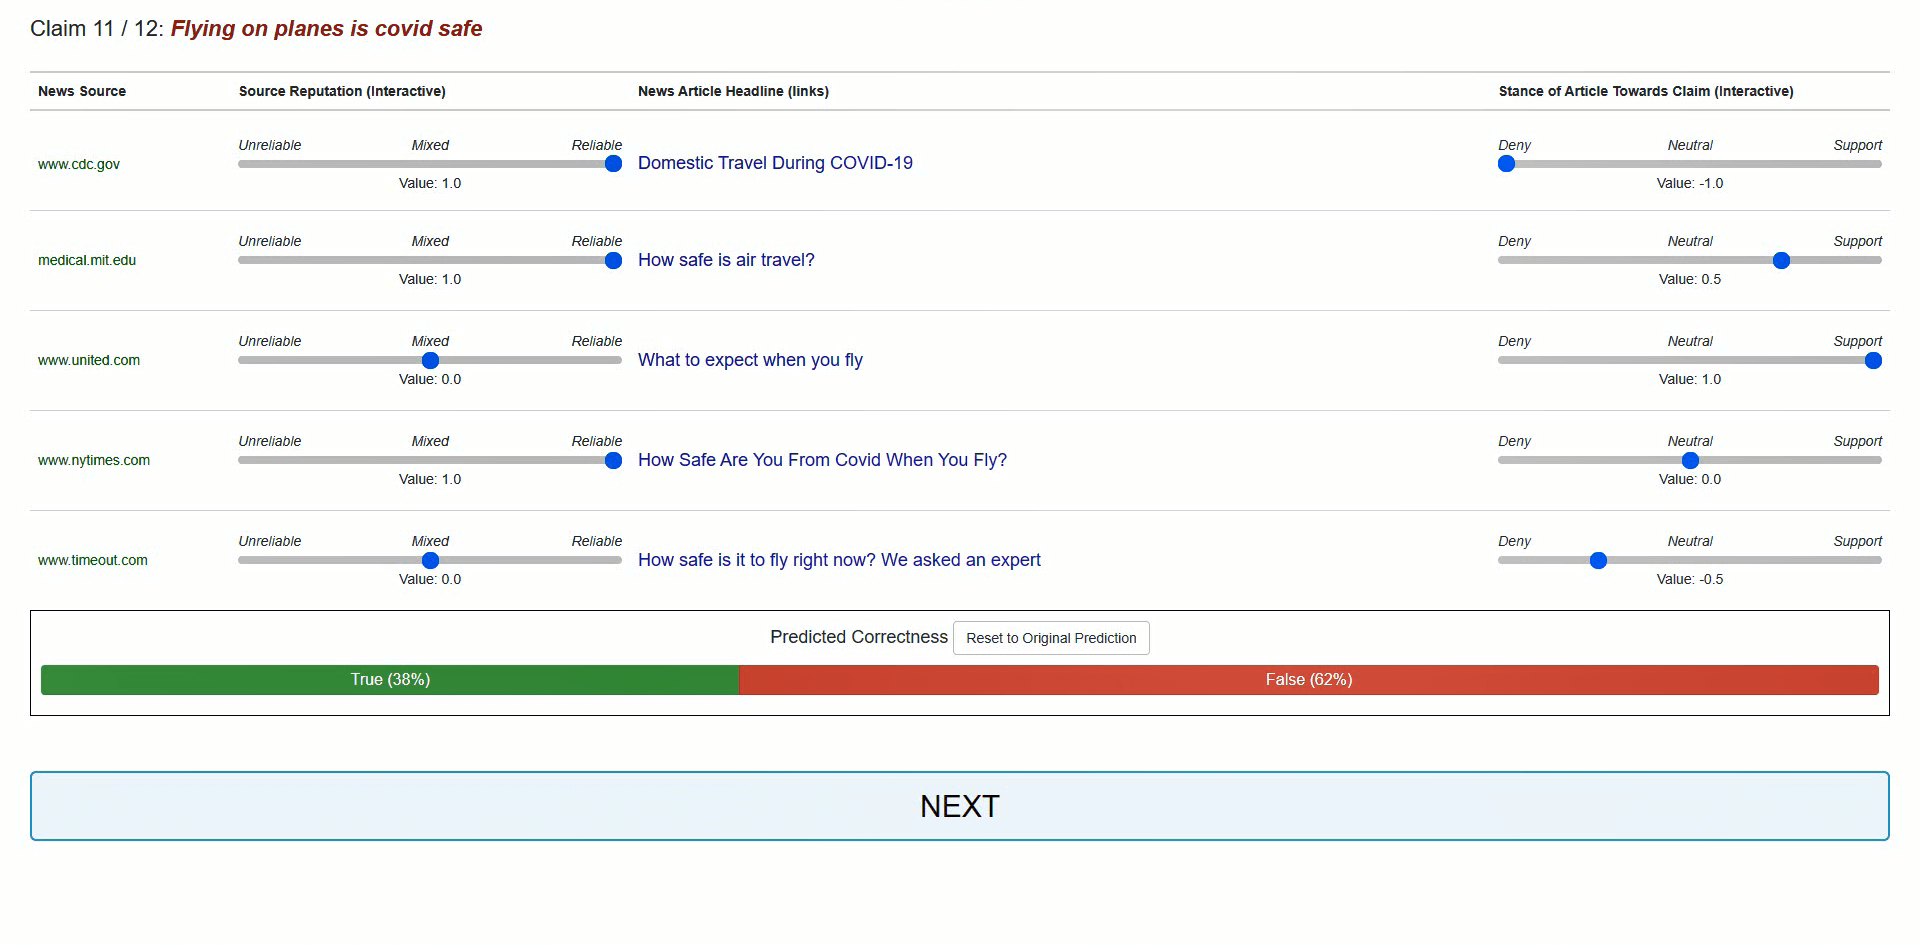 Claim 11 / 12: Flying on planes is covid safe
News Source Source Reputation (Interactive) News Article Headline (links) Stance of Article Towards Claim (Interactive)
Unreliable Mixed Reliable Deny Neutral Support
www.cdc.gov Domestic Travel During COVID-19
Value: 1.0 Value: -1.0
Unreliable Mixed Reliable Deny Neutral Support
medical.mit.edu How safe is air travel?
Value: 1.0 Value: 0.5
Unreliable Mixed Reliable Deny Neutral Support
www.united.com What to expect when you fly
Value: 0.0 Value: 1.0
Unreliable Mixed Reliable Deny Neutral Support
www.nytimes.com How Safe Are You From Covid When You Fly?
Value: 1.0 Value: 0.0
Unreliable Mixed Reliable Deny Neutral Support
www.timeout.com How safe is it to fly right now? We asked an expert
Value: 0.0 Value: -0.5
Predicted Correctness Reset to Original Prediction
True (38%) False (62%)
NEXT